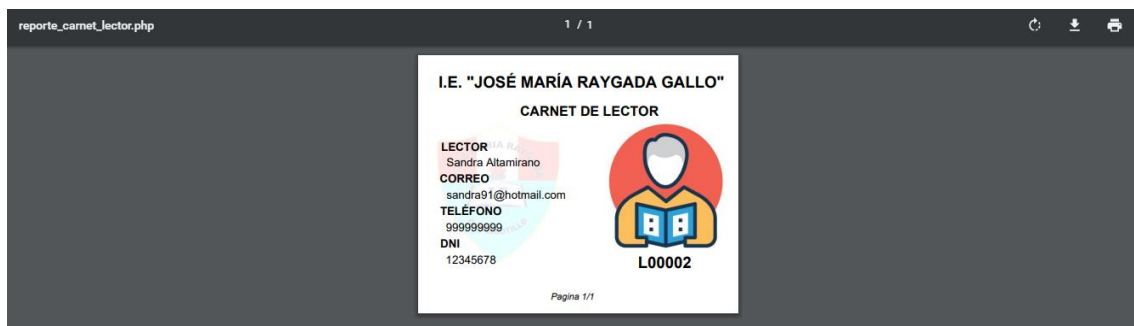 reporte_carnet_lector.php
1 / 1
I.E. "JOSÉ MARÍA RAYGADA GALLO"
CARNET DE LECTOR
LECTOR
Sandra Altamirano
CORREO
sandra91@hotmail.com
TELÉFONO
999999999
DNI
12345678
L00002
Pagina 1/1